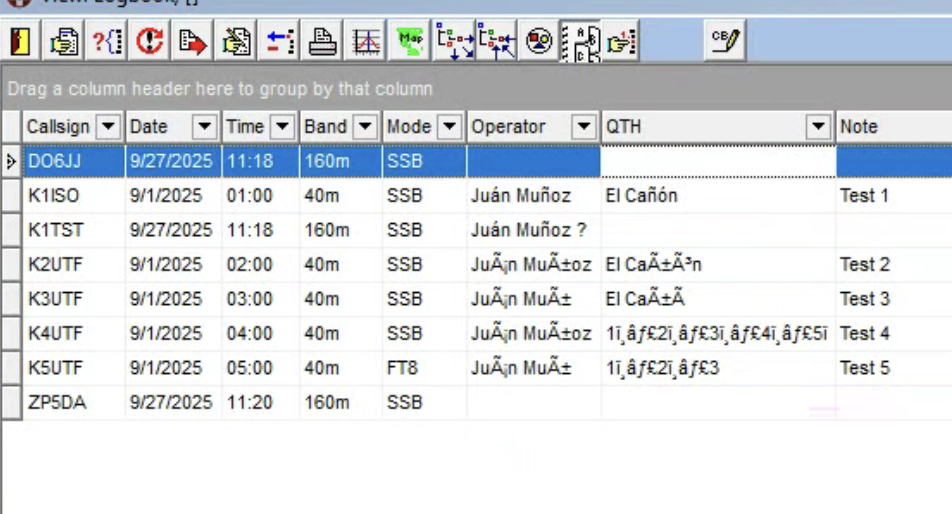 View Logbook, []
Map CB
Drag a column header here to group by that column
Callsign Date Time Band Mode Operator QTH Note
DO6JJ 9/27/2025 11:18 160m SSB
K1ISO 9/1/2025 01:00 40m SSB Juán Muñoz El Cañón Test 1
K1TST 9/27/2025 11:18 160m SSB Juán Muñoz ?
K2UTF 9/1/2025 02:00 40m SSB JuÃ¡n MuÃ±oz El CaÃ±Ã³n Test 2
K3UTF 9/1/2025 03:00 40m SSB JuÃ¡n MuÃ± El CaÃ±Ã Test 3
K4UTF 9/1/2025 04:00 40m SSB JuÃ¡n MuÃ±oz 1ï¸âƒ£2ï¸âƒ£3ï¸âƒ£4ï¸âƒ£5ï Test 4
K5UTF 9/1/2025 05:00 40m FT8 JuÃ¡n MuÃ± 1ï¸âƒ£2ï¸âƒ£3 Test 5
ZP5DA 9/27/2025 11:20 160m SSB